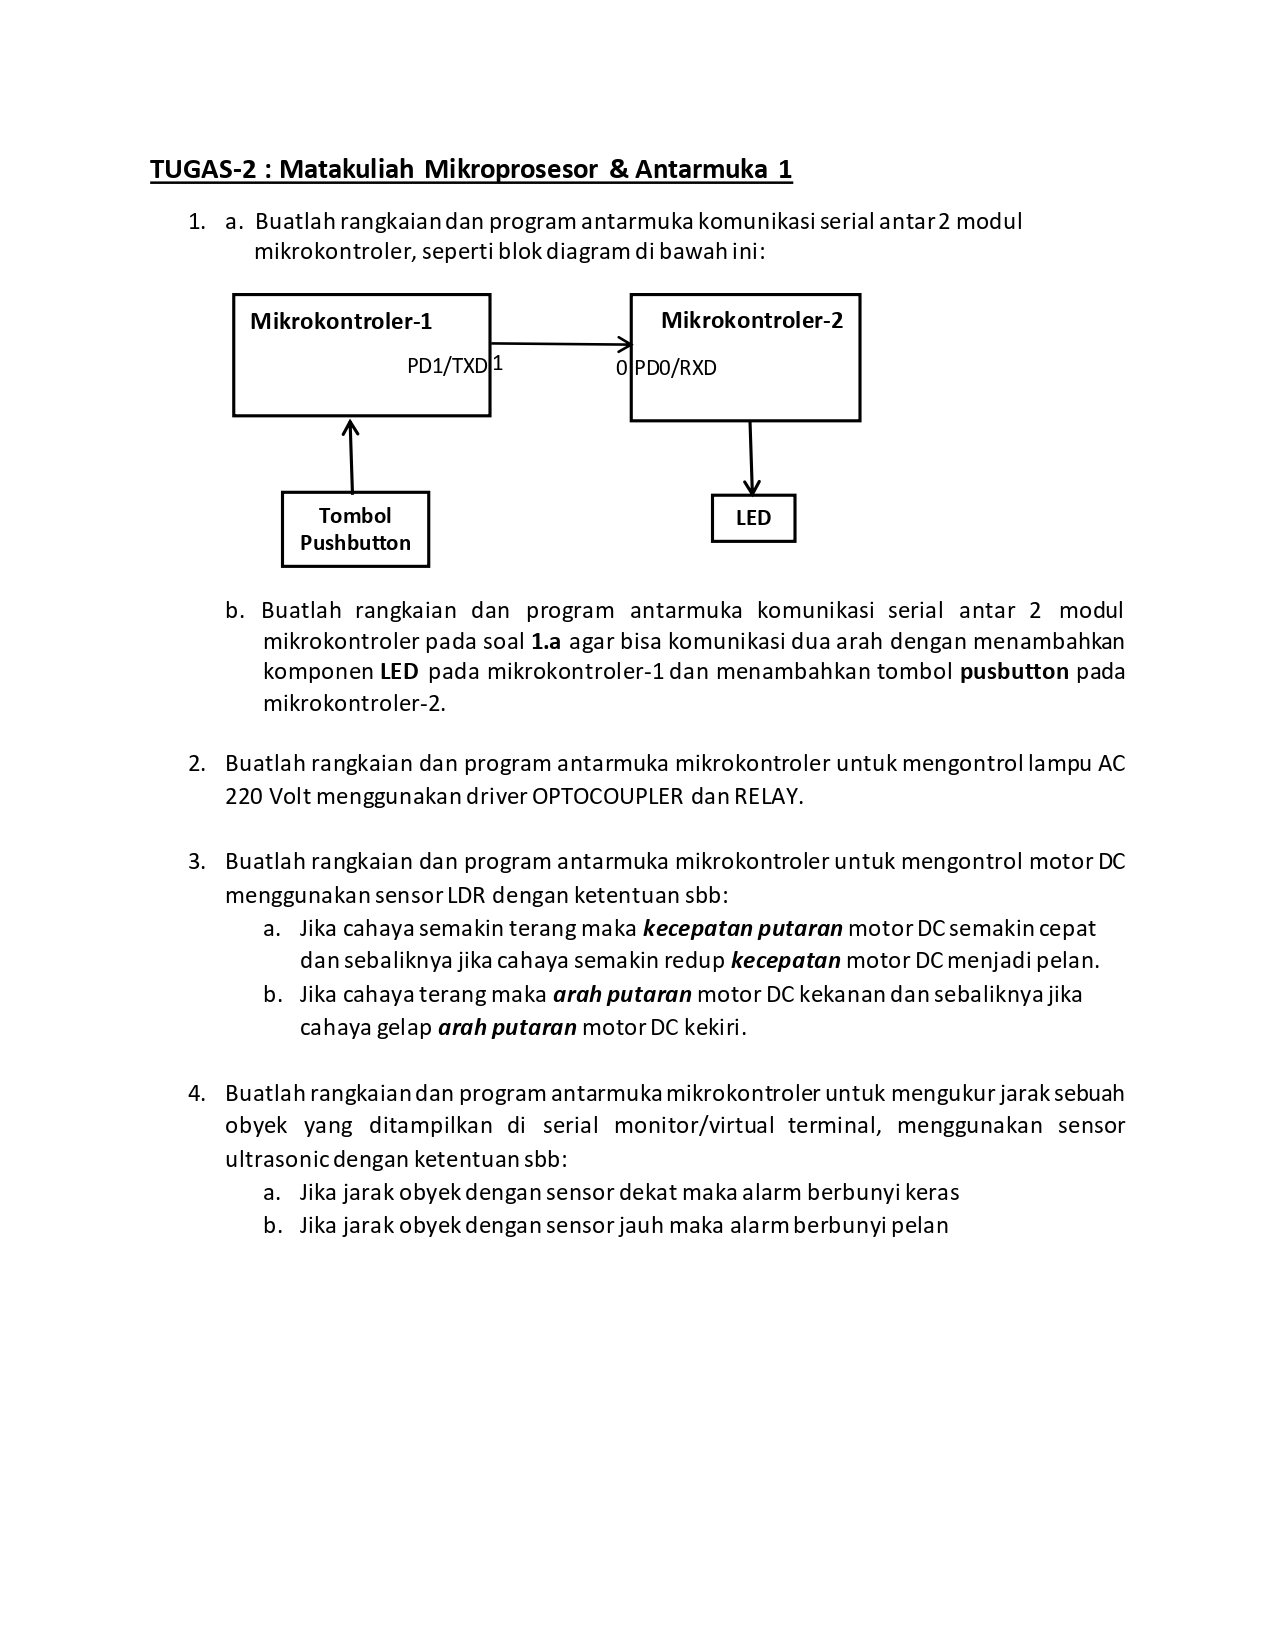 TUGAS-2 : Matakuliah Mikroprosesor & Antarmuka 1
1. a. Buatlah rangkaian dan program antarmuka komunikasi serial antar 2 modul
mikrokontroler, seperti blok diagram di bawah ini:
Mikrokontroler-1
Mikrokontroler-2
PD1/TXD 1
0 PD0/RXD
Tombol
Pushbutton
LED
b. Buatlah rangkaian dan program antarmuka komunikasi serial antar 2 modul
mikrokontroler pada soal 1.a agar bisa komunikasi dua arah dengan menambahkan
komponen LED pada mikrokontroler-1 dan menambahkan tombol pusbutton pada
mikrokontroler-2.
2. Buatlah rangkaian dan program antarmuka mikrokontroler untuk mengontrol lampu AC
220 Volt menggunakan driver OPTOCOUPLER dan RELAY.
3. Buatlah rangkaian dan program antarmuka mikrokontroler untuk mengontrol motor DC
menggunakan sensor LDR dengan ketentuan sbb:
a. Jika cahaya semakin terang maka kecepatan putaran motor DC semakin cepat
dan sebaliknya jika cahaya semakin redup kecepatan motor DC menjadi pelan.
b. Jika cahaya terang maka arah putaran motor DC kekanan dan sebaliknya jika
cahaya gelap arah putaran motor DC kekiri.
4. Buatlah rangkaian dan program antarmuka mikrokontroler untuk mengukur jarak sebuah
obyek yang ditampilkan di serial monitor/virtual terminal, menggunakan sensor
ultrasonic dengan ketentuan sbb:
a. Jika jarak obyek dengan sensor dekat maka alarm berbunyi keras
b. Jika jarak obyek dengan sensor jauh maka alarm berbunyi pelan